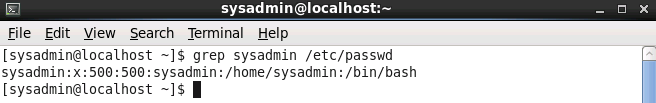 sysadmin@localhost:~
File Edit View Search Terminal Help
[sysadmin@localhost ~]$ grep sysadmin /etc/passwd
sysadmin:x:500:500:sysadmin:/home/sysadmin:/bin/bash
[sysadmin@localhost ~]$